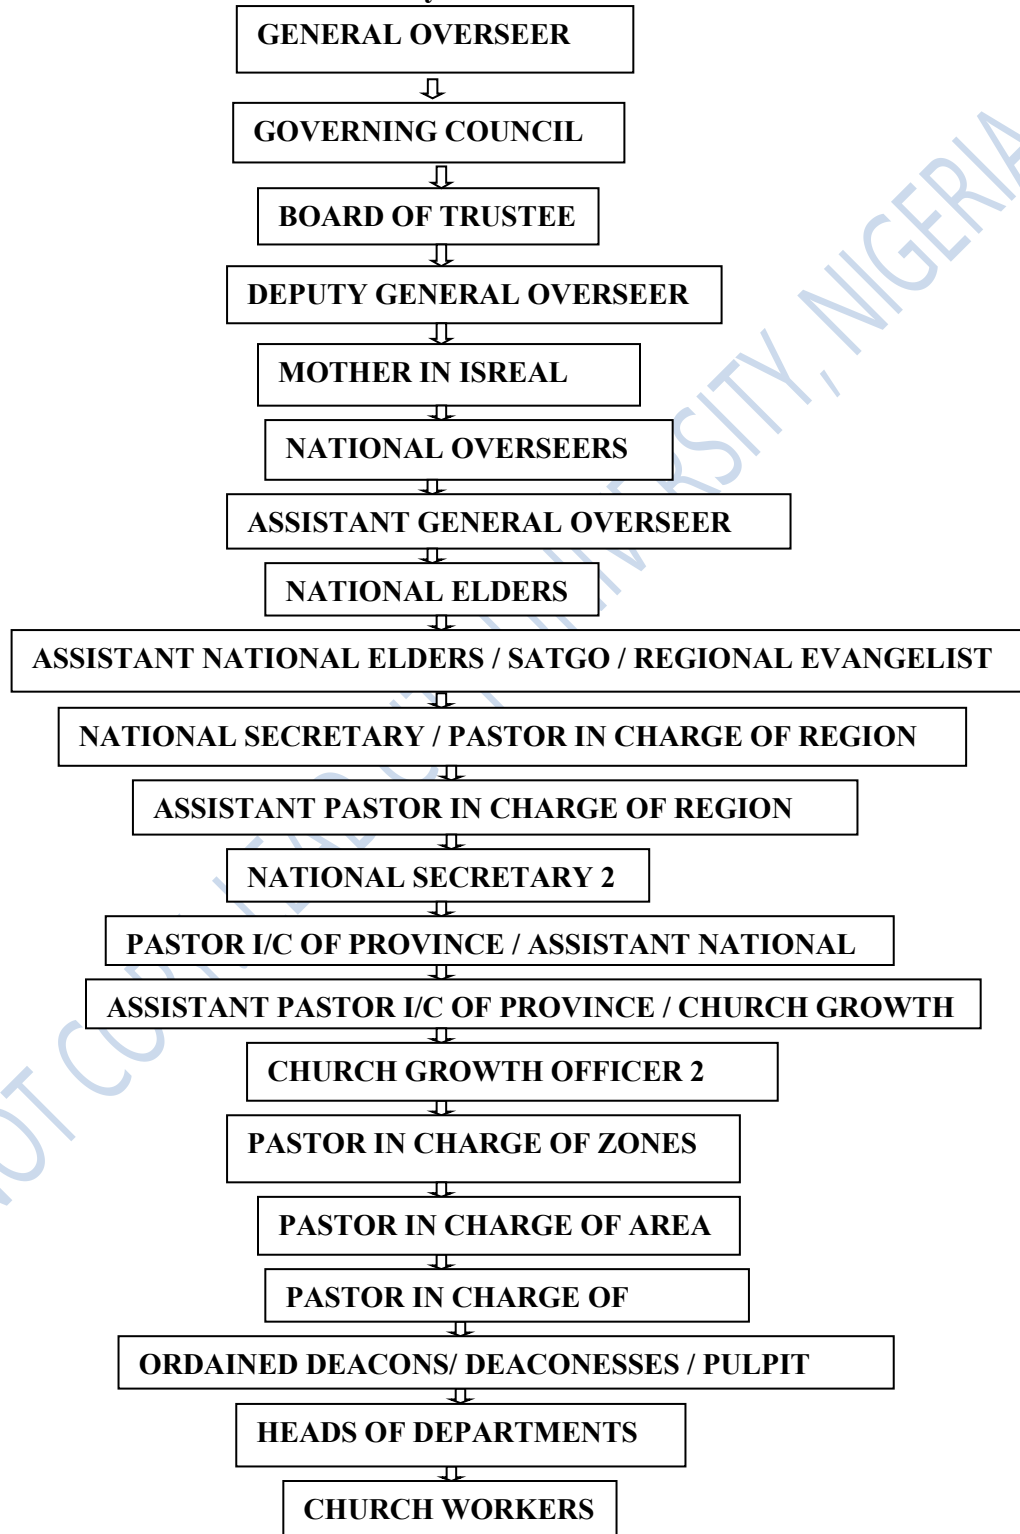 GENERAL OVERSEER
GOVERNING COUNCIL
BOARD OF TRUSTEE
DEPUTY GENERAL OVERSEER
MOTHER IN ISREAL
NATIONAL OVERSEERS
ASSISTANT GENERAL OVERSEER
NATIONAL ELDERS
ASSISTANT NATIONAL ELDERS / SATGO / REGIONAL EVANGELIST
NATIONAL SECRETARY / PASTOR IN CHARGE OF REGION
ASSISTANT PASTOR IN CHARGE OF REGION
NATIONAL SECRETARY 2
PASTOR I/C OF PROVINCE / ASSISTANT NATIONAL
ASSISTANT PASTOR I/C OF PROVINCE / CHURCH GROWTH
CHURCH GROWTH OFFICER 2
PASTOR IN CHARGE OF ZONES
PASTOR IN CHARGE OF AREA
PASTOR IN CHARGE OF
ORDAINED DEACONS/ DEACONESSES / PULPIT
HEADS OF DEPARTMENTS
CHURCH WORKERS
UNIVERSITY, NIGERIA